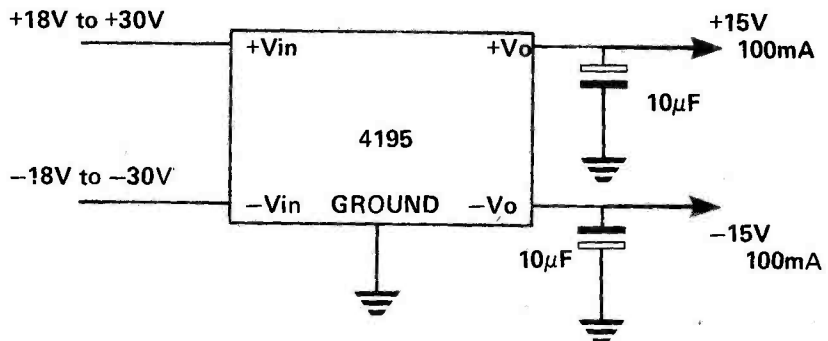 +18V to +30V
+Vin
+Vo
+15V
100mA
10μF
4195
−18V to −30V
−Vin
GROUND
−Vo
10μF
−15V
100mA